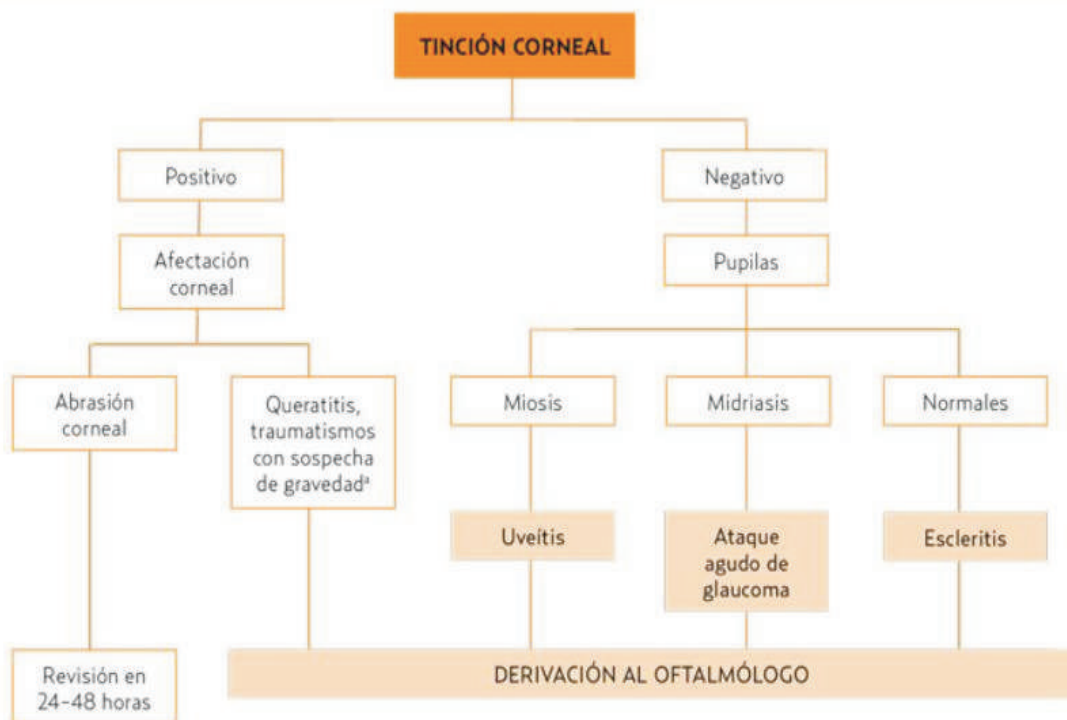 TINCIÓN CORNEAL
Positivo
Negativo
Afectación
corneal
Pupilas
Abrasión
corneal
Queratitis,
traumatismos
con sospecha
de gravedadª
Miosis
Midriasis
Normales
Uveítis
Ataque
agudo de
glaucoma
Escleritis
Revisión en
24-48 horas
DERIVACIÓN AL OFTALMÓLOGO